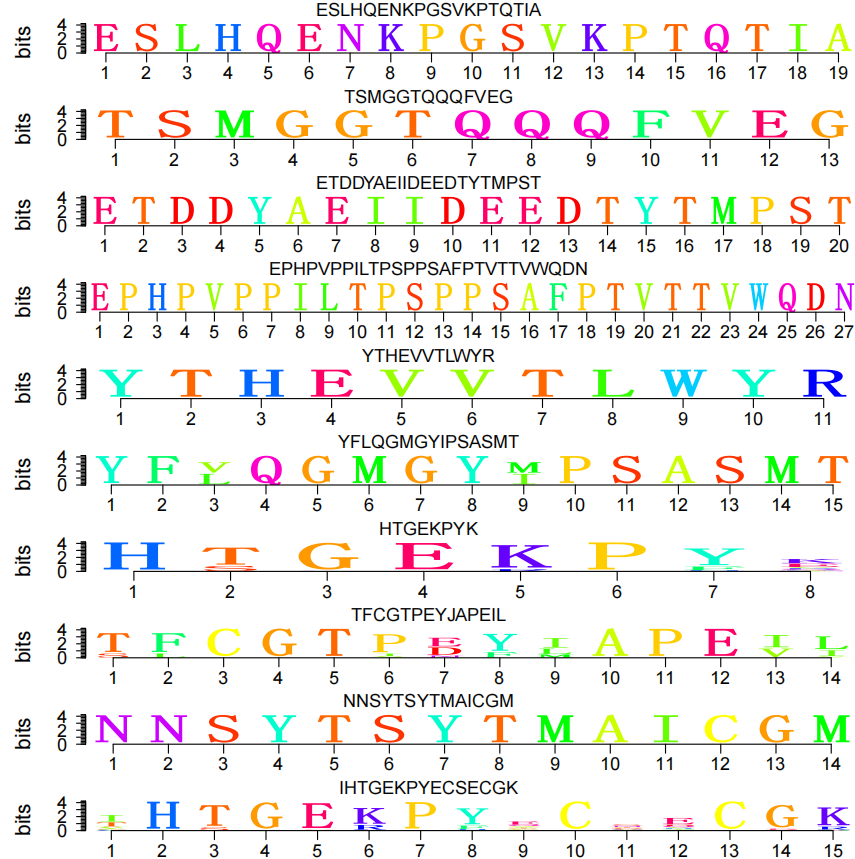 ESLHQENKPGSVKPTQTIA
bits
4
2
0
E S L H Q E N K P G S V K P T Q T I A
1 2 3 4 5 6 7 8 9 10 11 12 13 14 15 16 17 18 19
TSMGGTQQQFVEG
bits
4
2
0
T S M G G T Q Q Q F V E G
1 2 3 4 5 6 7 8 9 10 11 12 13
ETDDYAEIIDEEDTYTMPST
bits
4
2
0
E T D D Y A E I I D E E D T Y T M P S T
1 2 3 4 5 6 7 8 9 10 11 12 13 14 15 16 17 18 19 20
EPHPVPPILTPSPPSAFPTVTTVWQDN
bits
4
2
0
E P H P V P P I L T P S P P S A F P T V T T V W Q D N
1 2 3 4 5 6 7 8 9 10 11 12 13 14 15 16 17 18 19 20 21 22 23 24 25 26 27
YTHEVVTLWYR
bits
4
2
0
Y T H E V V T L W Y R
1 2 3 4 5 6 7 8 9 10 11
YFLQGMGYIPSASMT
bits
4
2
0
Y F V Q G M G Y M P S A S M T
1 2 3 4 5 6 7 8 9 10 11 12 13 14 15
HTGEKPYK
bits
4
2
0
H T G E K P Y
1 2 3 4 5 6 7 8
TFCGTPEYJAPEIL
bits
4
2
0
T F C G T P E Y I A P E I L
1 2 3 4 5 6 7 8 9 10 11 12 13 14
NNSYTSYTMAICGM
bits
4
2
0
N N S Y T S Y T M A I C G M
1 2 3 4 5 6 7 8 9 10 11 12 13 14
IHTGEKPYECSECGK
bits
4
2
0
I H T G E K P Y C E C G K
1 2 3 4 5 6 7 8 9 10 11 12 13 14 15